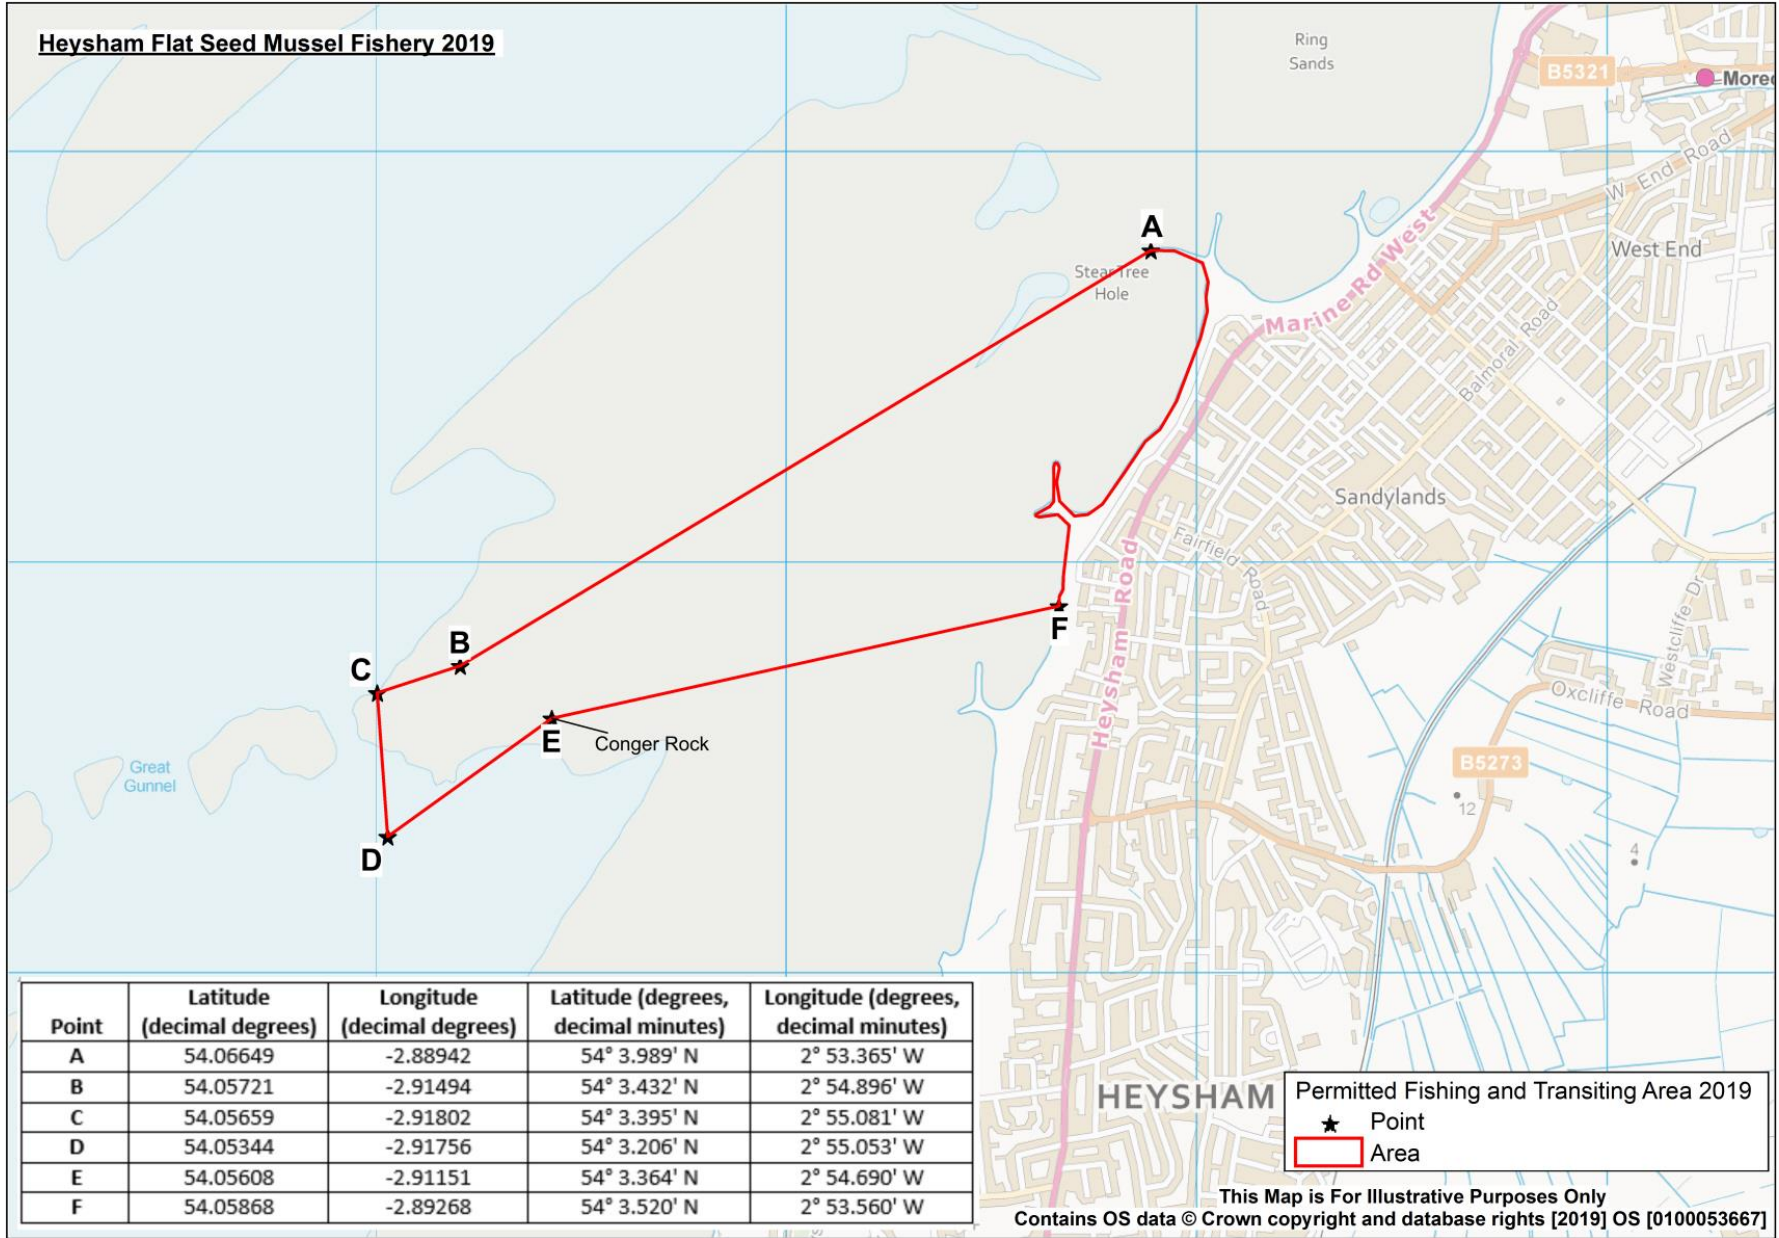 Heysham Flat Seed Mussel Fishery 2019
Ring
Sands
B5321
W End Road
West End
A
Stear Tree
Hole
Marine Rd West
Balmoral Road
Sandylands
Fairfield Road
Heysham Road
Westcliffe Dr
Oxcliffe Road
B5273
12
4
B
C
F
E
Conger Rock
D
Great
Gunnel
Point Latitude (decimal degrees) Longitude (decimal degrees) Latitude (degrees, decimal minutes) Longitude (degrees, decimal minutes)
A 54.06649 -2.88942 54° 3.989' N 2° 53.365' W
B 54.05721 -2.91494 54° 3.432' N 2° 54.896' W
C 54.05659 -2.91802 54° 3.395' N 2° 55.081' W
D 54.05344 -2.91756 54° 3.206' N 2° 55.053' W
E 54.05608 -2.91151 54° 3.364' N 2° 54.690' W
F 54.05868 -2.89268 54° 3.520' N 2° 53.560' W
HEYSHAM
Permitted Fishing and Transiting Area 2019
Point
Area
This Map is For Illustrative Purposes Only
Contains OS data © Crown copyright and database rights [2019] OS [0100053667]